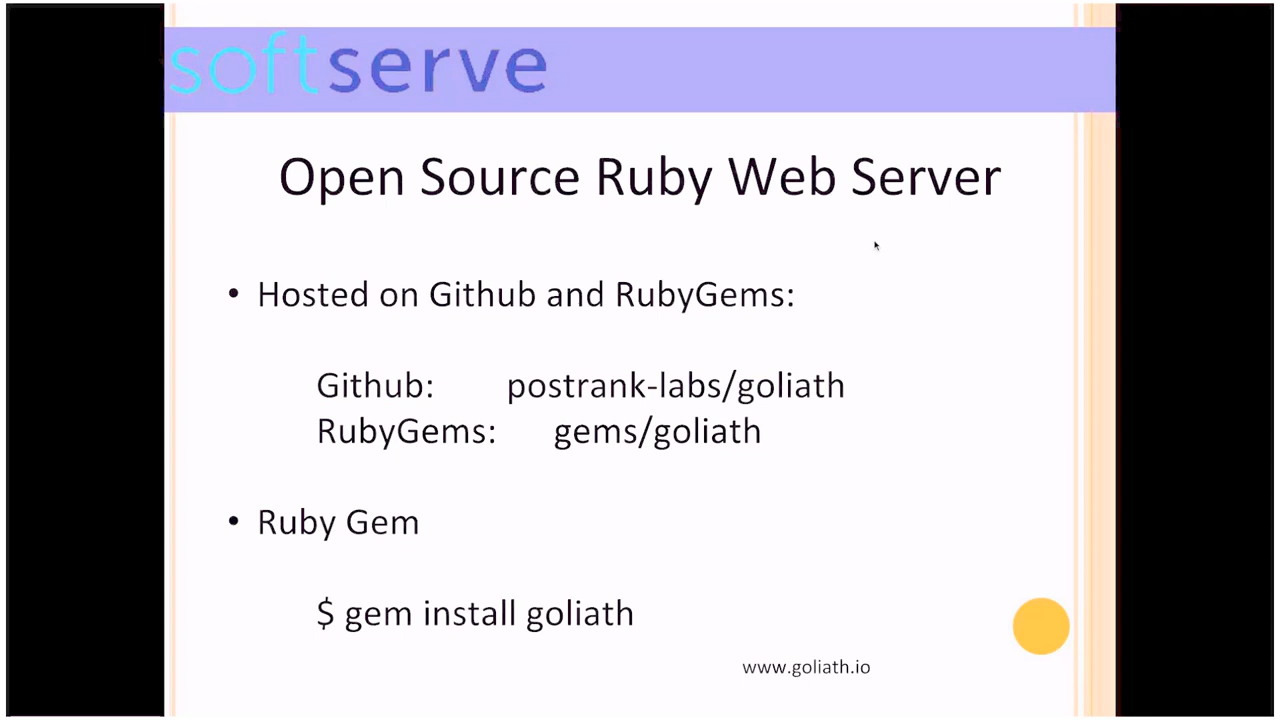 softserve
Open Source Ruby Web Server
• Hosted on Github and RubyGems:
Github: postrank-labs/goliath
RubyGems: gems/goliath
• Ruby Gem
$ gem install goliath
www.goliath.io